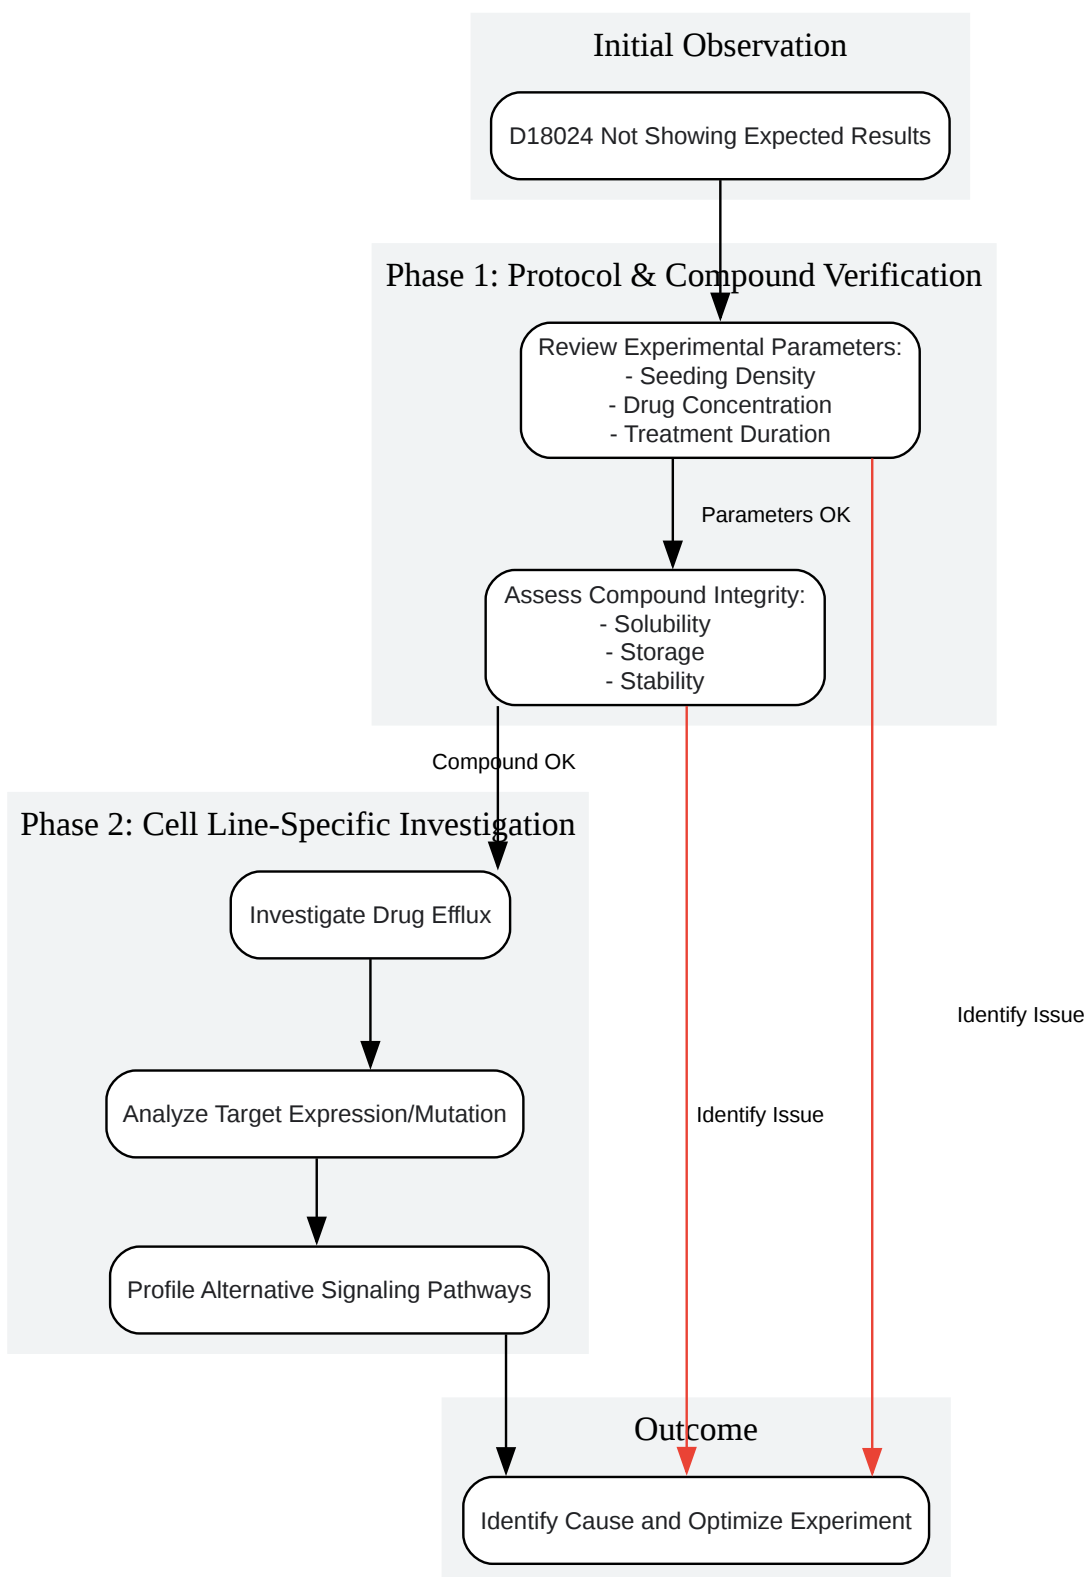 Initial Observation
D18024 Not Showing Expected Results
Phase 1: Protocol & Compound Verification
Review Experimental Parameters:
- Seeding Density
- Drug Concentration
- Treatment Duration
Parameters OK
Assess Compound Integrity:
- Solubility
- Storage
- Stability
Compound OK
Phase 2: Cell Line-Specific Investigation
Investigate Drug Efflux
Identify Issue
Analyze Target Expression/Mutation
Identify Issue
Profile Alternative Signaling Pathways
Outcome
Identify Cause and Optimize Experiment